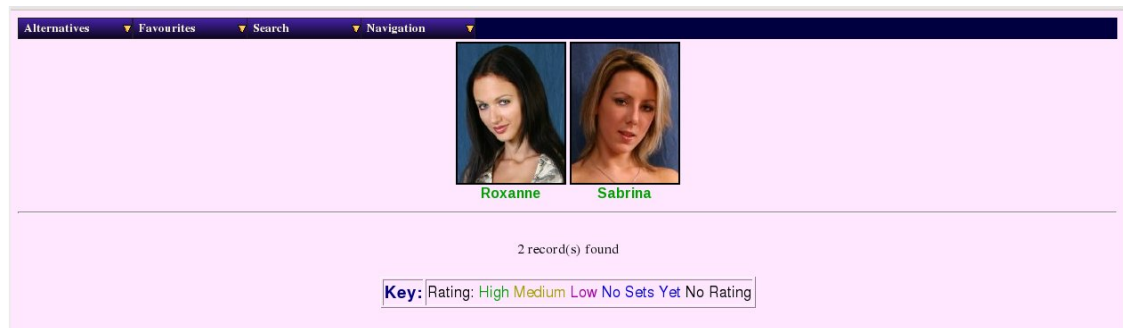 Alternatives Favourites Search Navigation
Roxanne Sabrina
2 record(s) found
Key: Rating: High Medium Low No Sets Yet No Rating